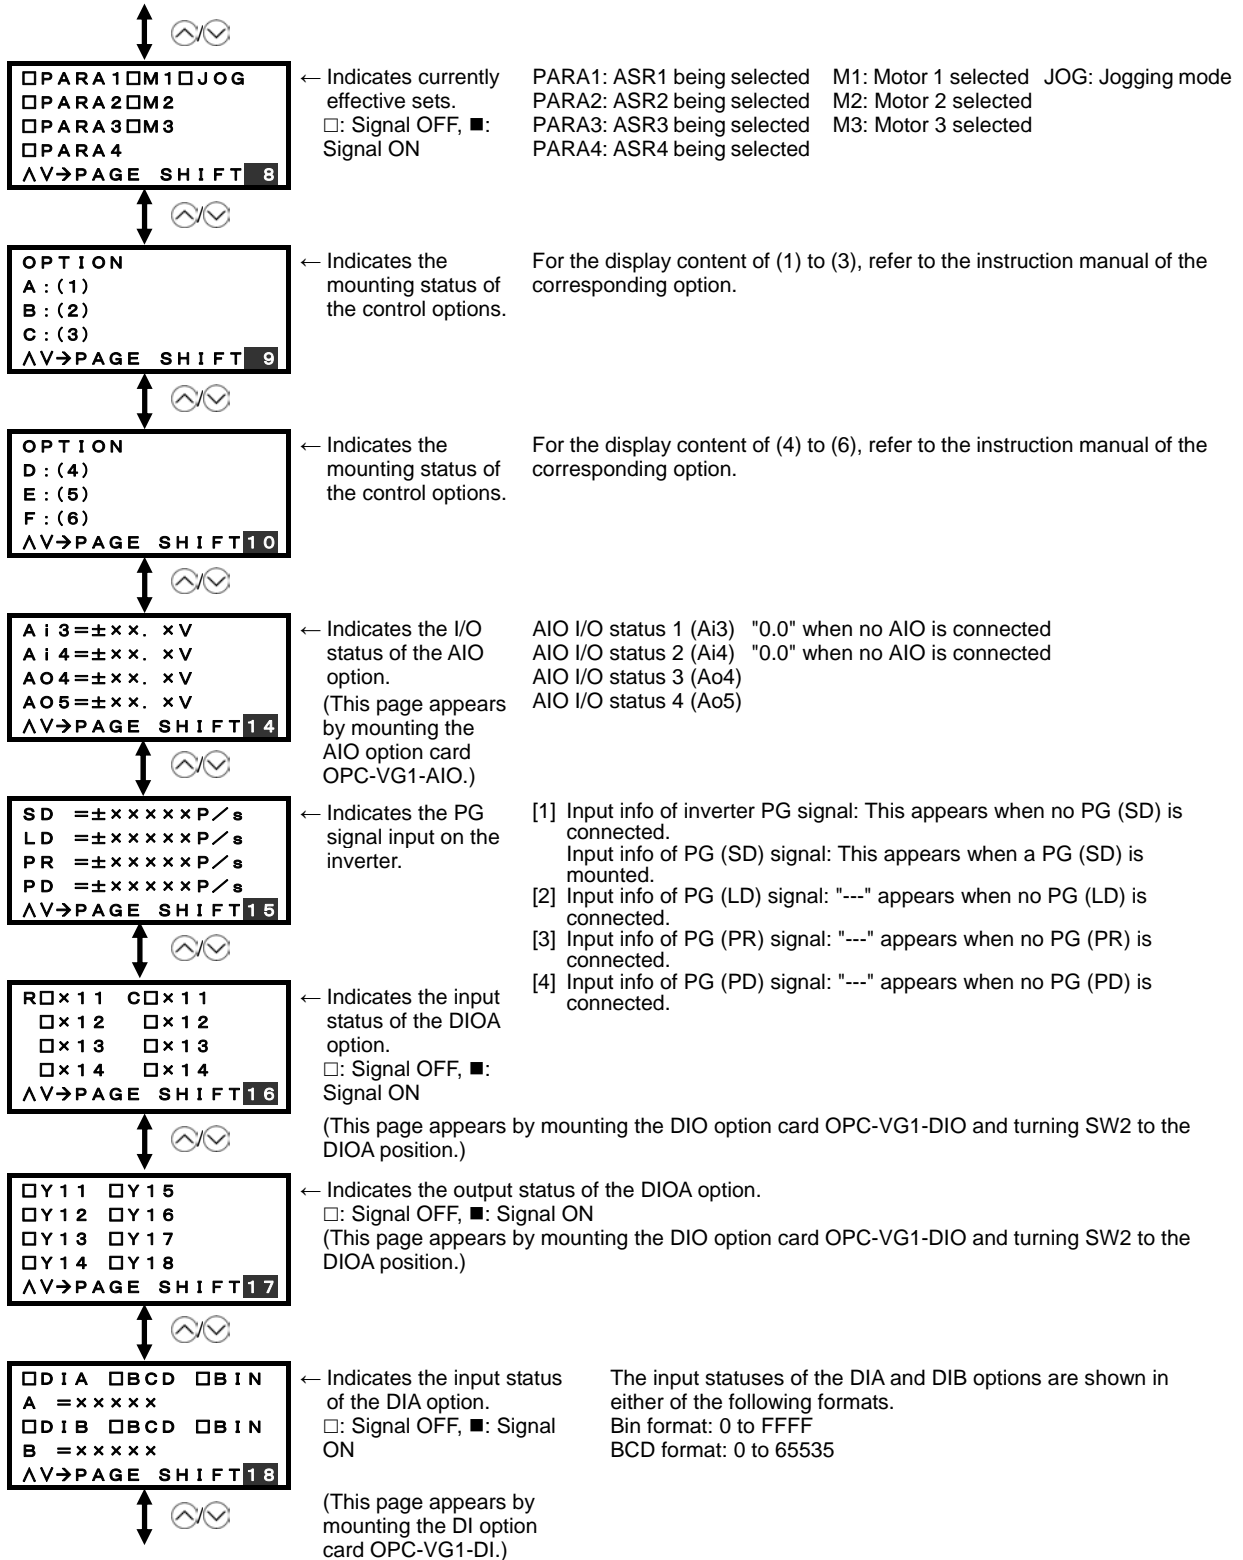 □PARA1□M1□JOG
□PARA2□M2
□PARA3□M3
□PARA4
∧∨→PAGE SHIFT 8
← Indicates currently
effective sets.
□: Signal OFF, ■:
Signal ON
PARA1: ASR1 being selected M1: Motor 1 selected JOG: Jogging mode
PARA2: ASR2 being selected M2: Motor 2 selected
PARA3: ASR3 being selected M3: Motor 3 selected
PARA4: ASR4 being selected
OPTION
A:(1)
B:(2)
C:(3)
∧∨→PAGE SHIFT 9
← Indicates the
mounting status of
the control options.
For the display content of (1) to (3), refer to the instruction manual of the
corresponding option.
OPTION
D:(4)
E:(5)
F:(6)
∧∨→PAGE SHIFT10
← Indicates the
mounting status of
the control options.
For the display content of (4) to (6), refer to the instruction manual of the
corresponding option.
Ai3=±××.×V
Ai4=±××.×V
AO4=±××.×V
AO5=±××.×V
∧∨→PAGE SHIFT14
← Indicates the I/O
status of the AIO
option.
(This page appears
by mounting the
AIO option card
OPC-VG1-AIO.)
AIO I/O status 1 (Ai3) "0.0" when no AIO is connected
AIO I/O status 2 (Ai4) "0.0" when no AIO is connected
AIO I/O status 3 (Ao4)
AIO I/O status 4 (Ao5)
SD =±×××××P/s
LD =±×××××P/s
PR =±×××××P/s
PD =±×××××P/s
∧∨→PAGE SHIFT15
← Indicates the PG
signal input on the
inverter.
[1] Input info of inverter PG signal: This appears when no PG (SD) is
connected.
Input info of PG (SD) signal: This appears when a PG (SD) is
mounted.
[2] Input info of PG (LD) signal: "---" appears when no PG (LD) is
connected.
[3] Input info of PG (PR) signal: "---" appears when no PG (PR) is
connected.
[4] Input info of PG (PD) signal: "---" appears when no PG (PD) is
connected.
R□×11 C□×11
□×12 □×12
□×13 □×13
□×14 □×14
∧∨→PAGE SHIFT16
← Indicates the input
status of the DIOA
option.
□: Signal OFF, ■:
Signal ON
(This page appears by mounting the DIO option card OPC-VG1-DIO and turning SW2 to the
DIOA position.)
□Y11 □Y15
□Y12 □Y16
□Y13 □Y17
□Y14 □Y18
∧∨→PAGE SHIFT17
← Indicates the output status of the DIOA option.
□: Signal OFF, ■: Signal ON
(This page appears by mounting the DIO option card OPC-VG1-DIO and turning SW2 to the
DIOA position.)
□DIA □BCD □BIN
A =×××××
□DIB □BCD □BIN
B =×××××
∧∨→PAGE SHIFT18
← Indicates the input status
of the DIA option.
□: Signal OFF, ■: Signal
ON
(This page appears by
mounting the DI option
card OPC-VG1-DI.)
The input statuses of the DIA and DIB options are shown in
either of the following formats.
Bin format: 0 to FFFF
BCD format: 0 to 65535